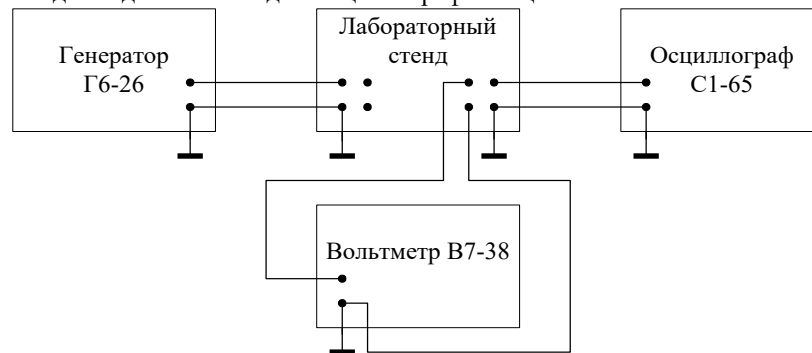 Лабораторный
стенд
Генератор
Г6-26
Осциллограф
С1-65
Вольтметр В7-38